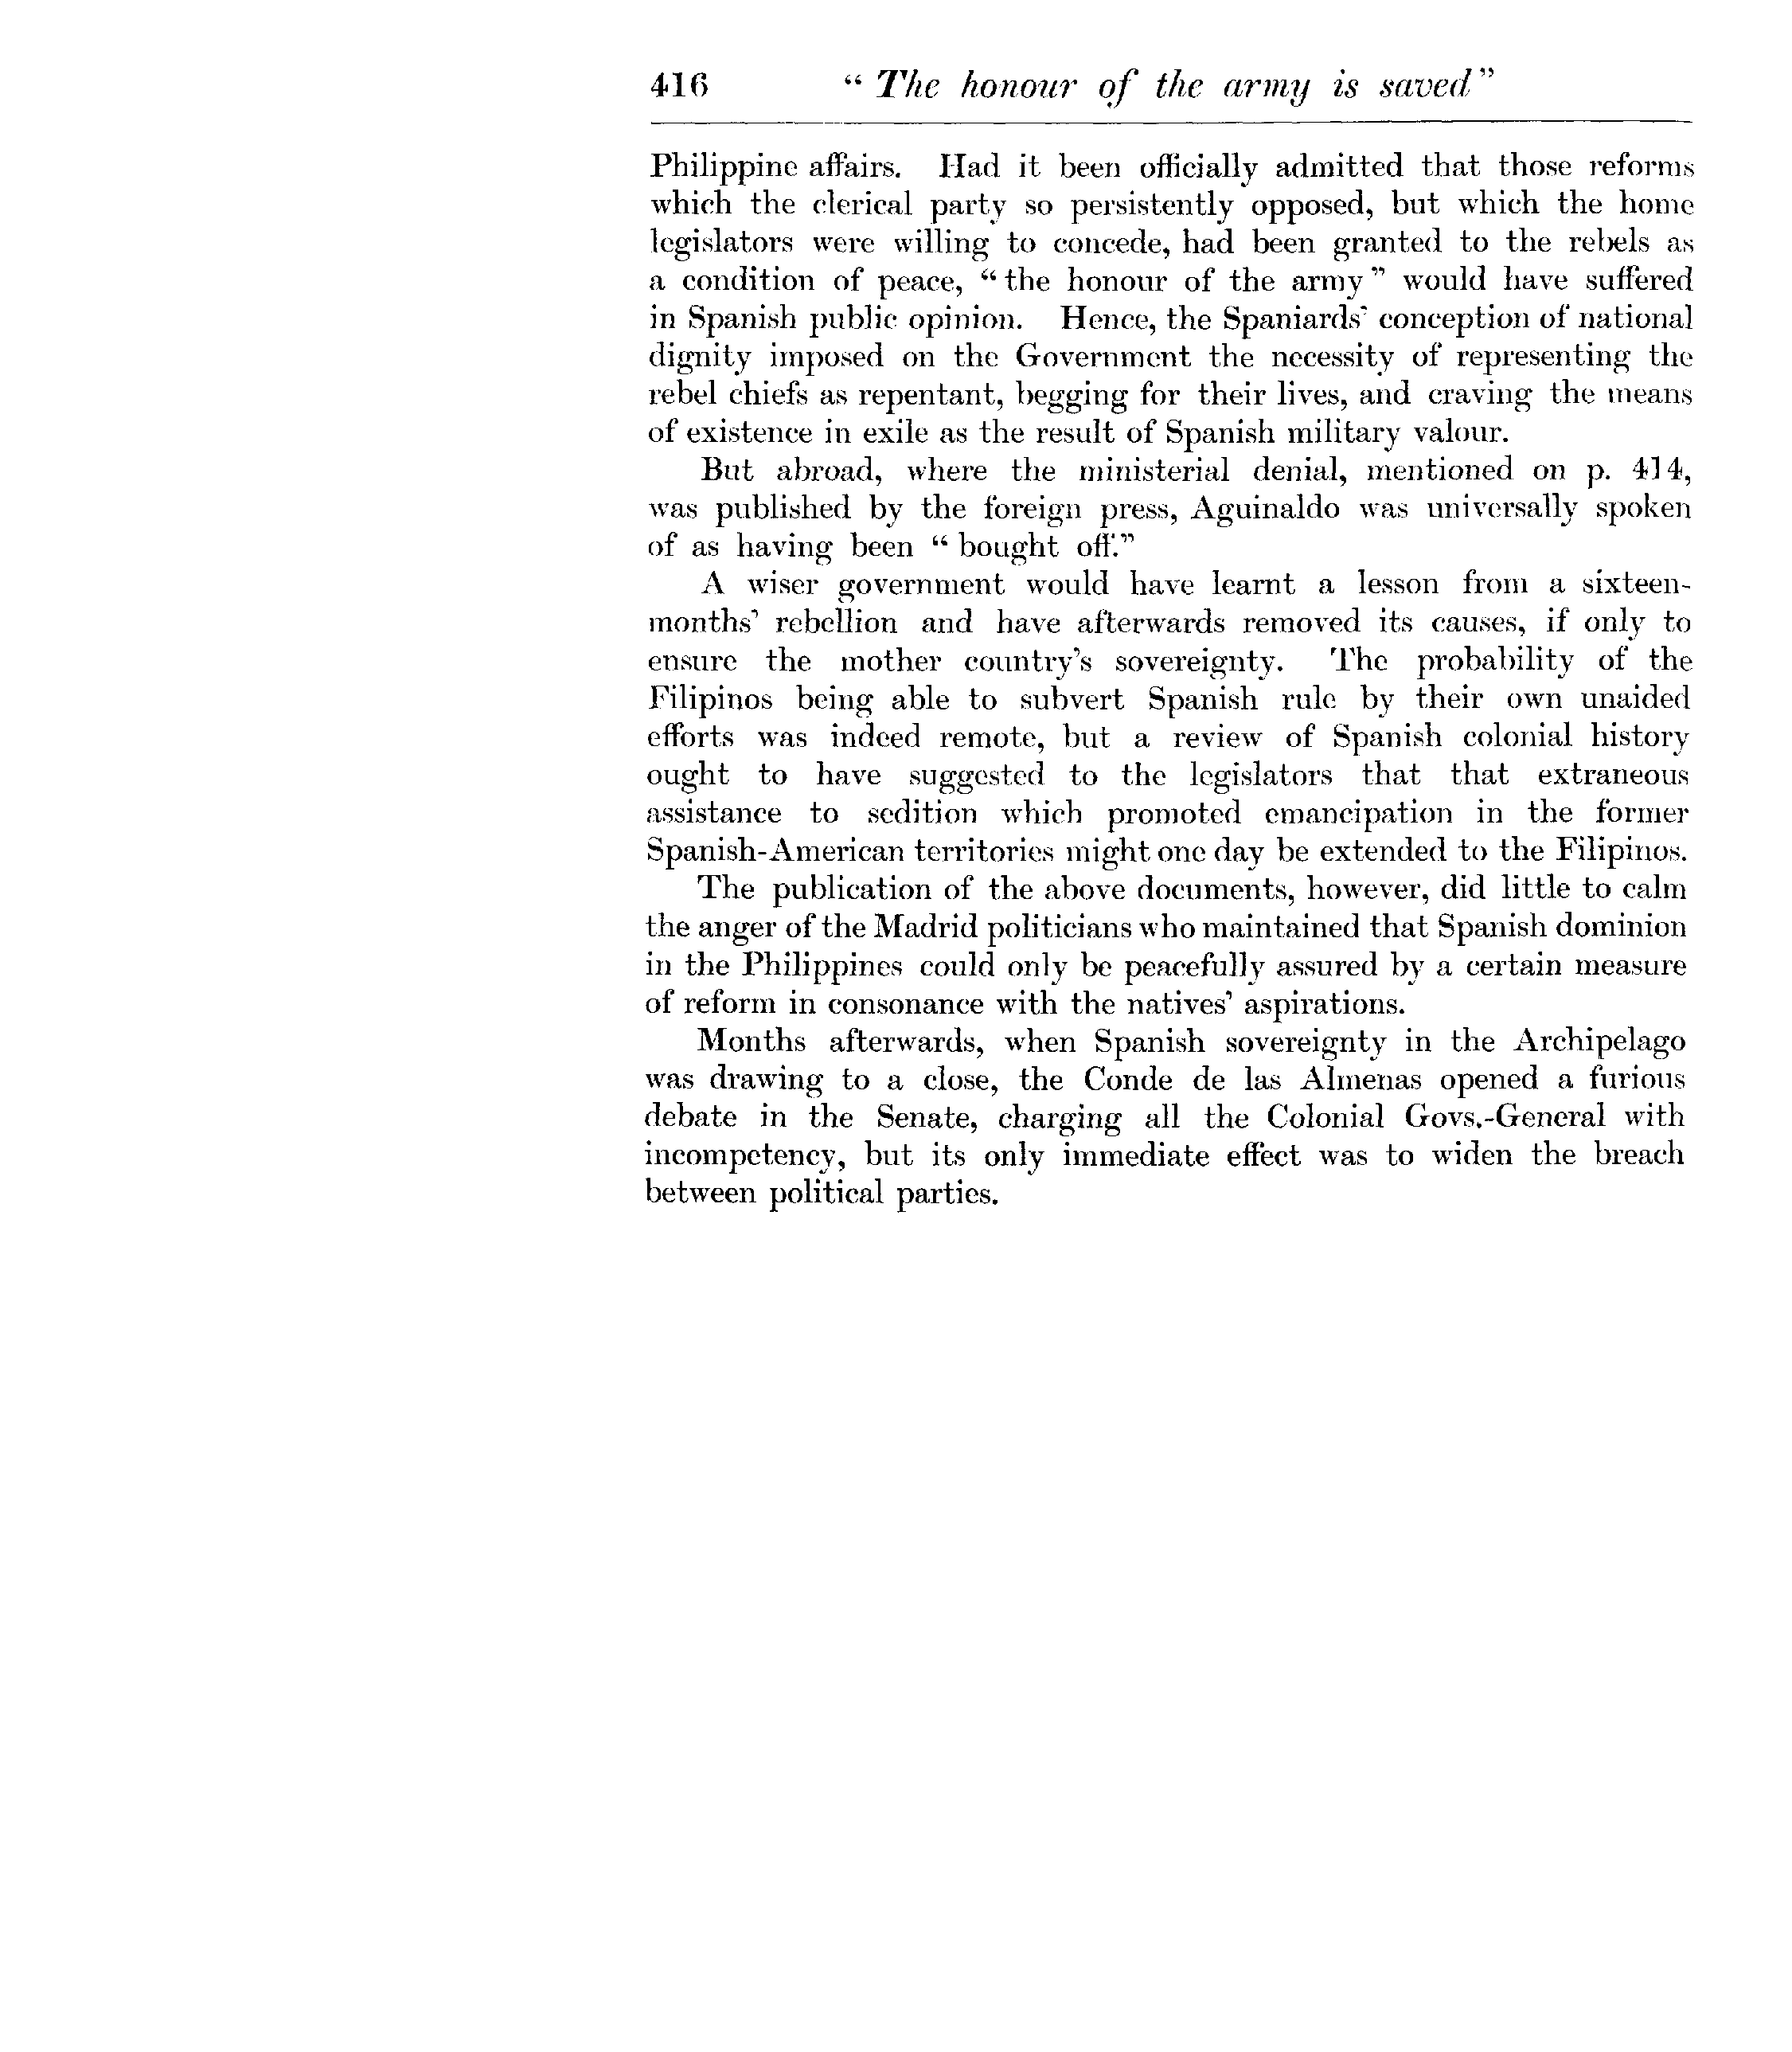 416 “ The honour of the army is saved ”
Philippine affairs. Had it been officially admitted that those reforms
which the clerical party so persistently opposed, but which the home
legislators were willing to concede, had been granted to the rebels as
a condition of peace, “ the honour of the army ” would have suffered
in Spanish public opinion. Hence, the Spaniards’ conception of national
dignity imposed on the Government the necessity of representing the
rebel chiefs as repentant, begging for their lives, and craving the means
of existence in exile as the result of Spanish military valour.
But abroad, where the ministerial denial, mentioned on p. 414,
was published by the foreign press, Aguinaldo was universally spoken
of as having been “ bought off.”
A wiser government would have learnt a lesson from a sixteen-
months’ rebellion and have afterwards removed its causes, if only to
ensure the mother country’s sovereignty. The probability of the
Filipinos being able to subvert Spanish rule by their own unaided
efforts was indeed remote, but a review of Spanish colonial history
ought to have suggested to the legislators that that extraneous
assistance to sedition which promoted emancipation in the former
Spanish-American territories might one day be extended to the Filipinos.
The publication of the above documents, however, did little to calm
the anger of the Madrid politicians who maintained that Spanish dominion
in the Philippines could only be peacefully assured by a certain measure
of reform in consonance with the natives’ aspirations.
Months afterwards, when Spanish sovereignty in the Archipelago
was drawing to a close, the Conde de las Almenas opened a furious
debate in the Senate, charging all the Colonial Govs.-General with
incompetency, but its only immediate effect was to widen the breach
between political parties.